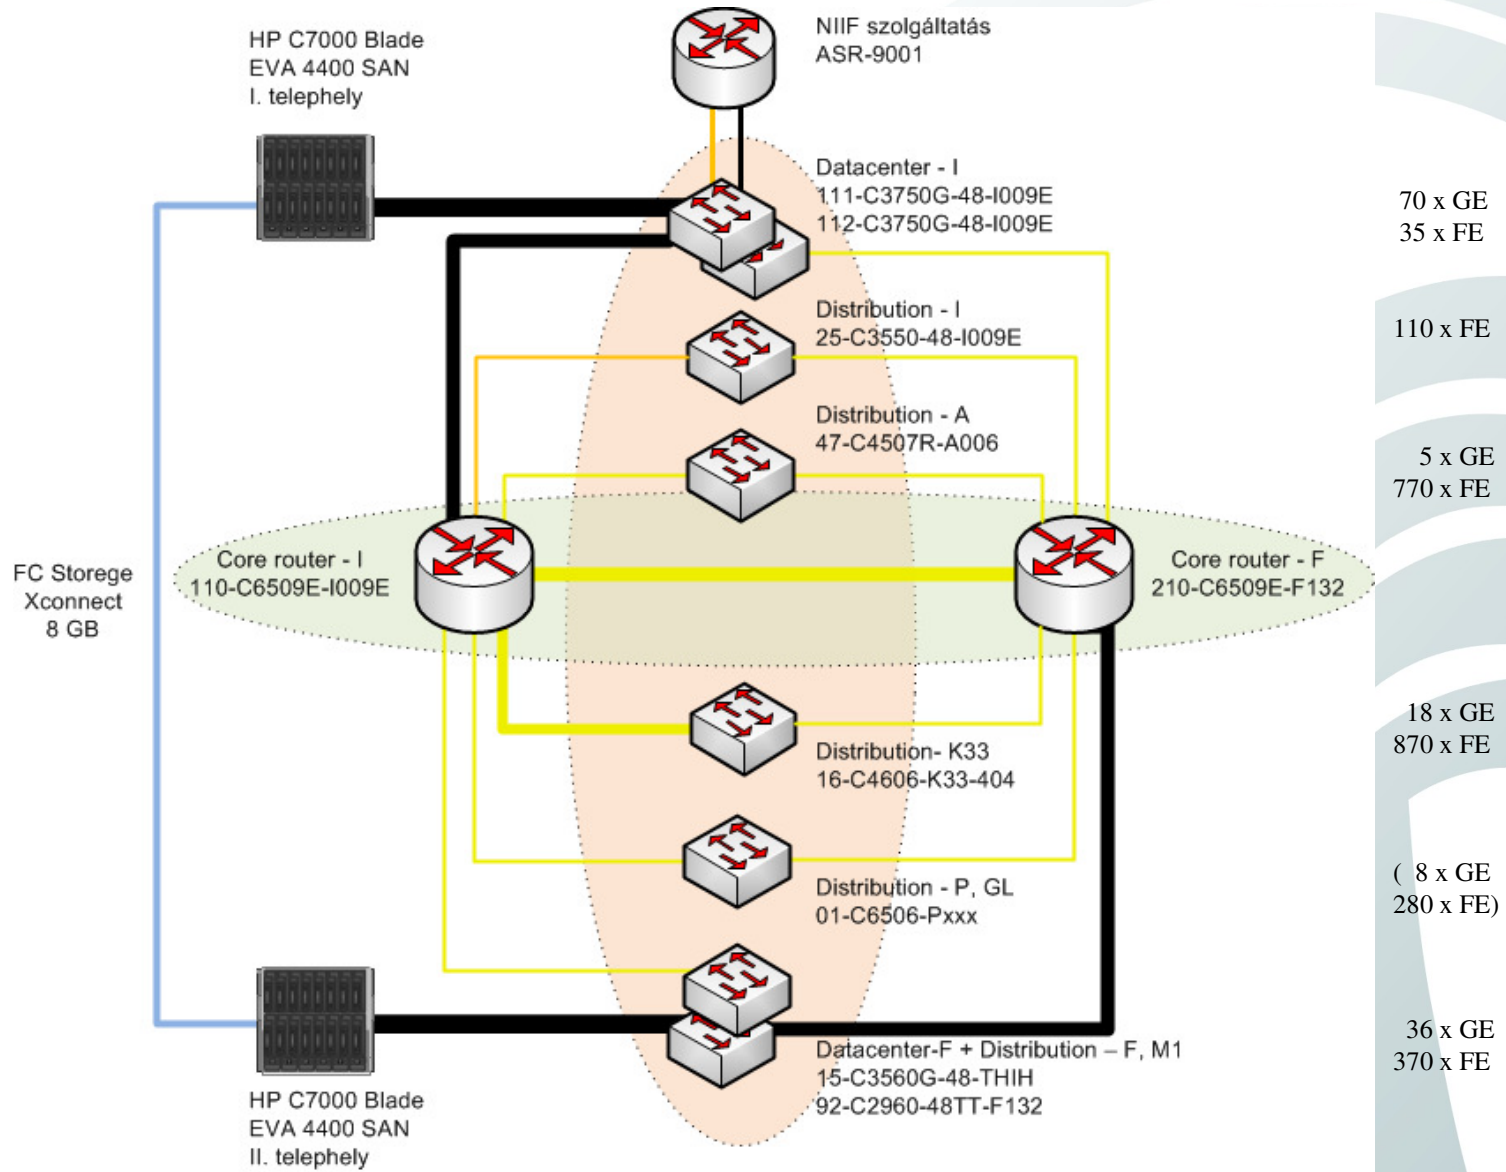 NIIF szolgáltatás
ASR-9001
HP C7000 Blade
EVA 4400 SAN
I. telephely
Datacenter - I
111-C3750G-48-I009E
112-C3750G-48-I009E
70 x GE
35 x FE
Distribution - I
25-C3550-48-I009E
110 x FE
Distribution - A
47-C4507R-A006
5 x GE
770 x FE
FC Storege
Xconnect
8 GB
Core router - I
110-C6509E-I009E
Core router - F
210-C6509E-F132
Distribution- K33
16-C4606-K33-404
18 x GE
870 x FE
Distribution - P, GL
01-C6506-Pxxx
( 8 x GE
280 x FE)
Datacenter-F + Distribution – F, M1
15-C3560G-48-THIH
92-C2960-48TT-F132
36 x GE
370 x FE
HP C7000 Blade
EVA 4400 SAN
II. telephely